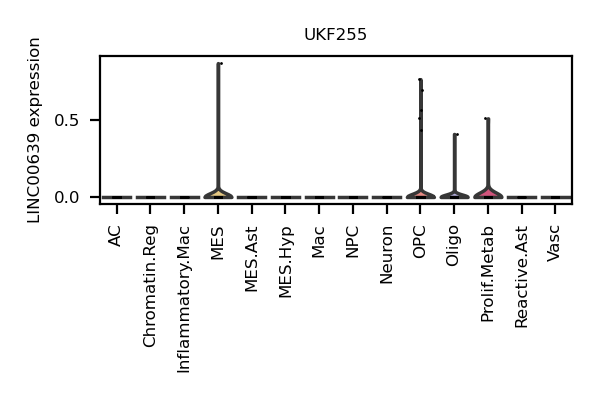 UKF255
LINC00639 expression
0.5
0.0
AC
Chromatin.Reg
Inflammatory.Mac
MES
MES.Ast
MES.Hyp
Mac
NPC
Neuron
OPC
Oligo
Prolif.Metab
Reactive.Ast
Vasc